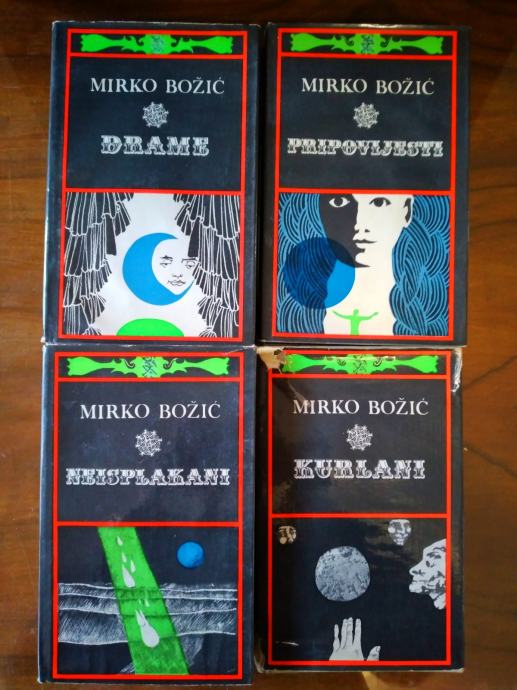 MIRKO BOŽIĆ
DRAME
MIRKO BOŽIĆ
PRIPOVIJESTI
MIRKO BOŽIĆ
NEISPLAKANI
MIRKO BOŽIĆ
KURLANI